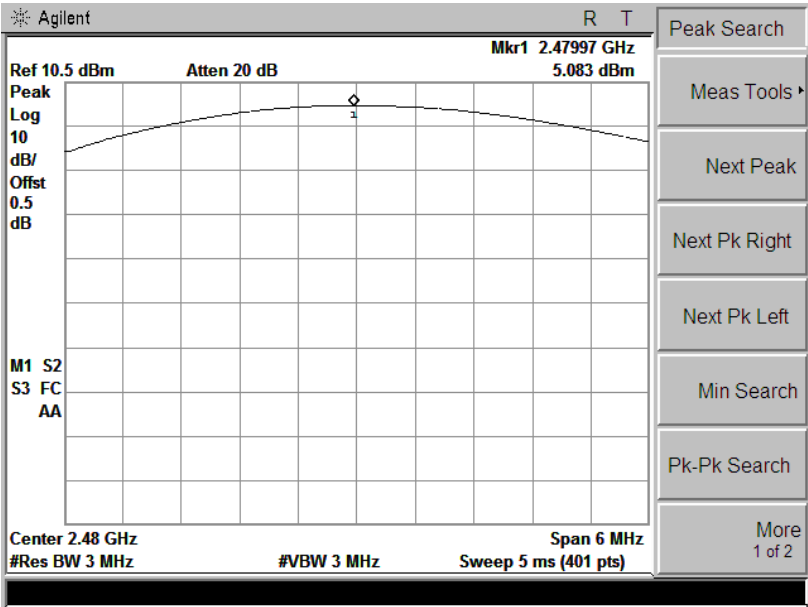 Agilent
R T
Mkr1 2.47997 GHz
Ref 10.5 dBm Atten 20 dB 5.083 dBm
Peak
Log
10
dB/
Offst
0.5
dB
1
M1 S2
S3 FC
AA
Center 2.48 GHz Span 6 MHz
#Res BW 3 MHz #VBW 3 MHz Sweep 5 ms (401 pts)
Peak Search
Meas Tools
Next Peak
Next Pk Right
Next Pk Left
Min Search
Pk-Pk Search
More
1 of 2